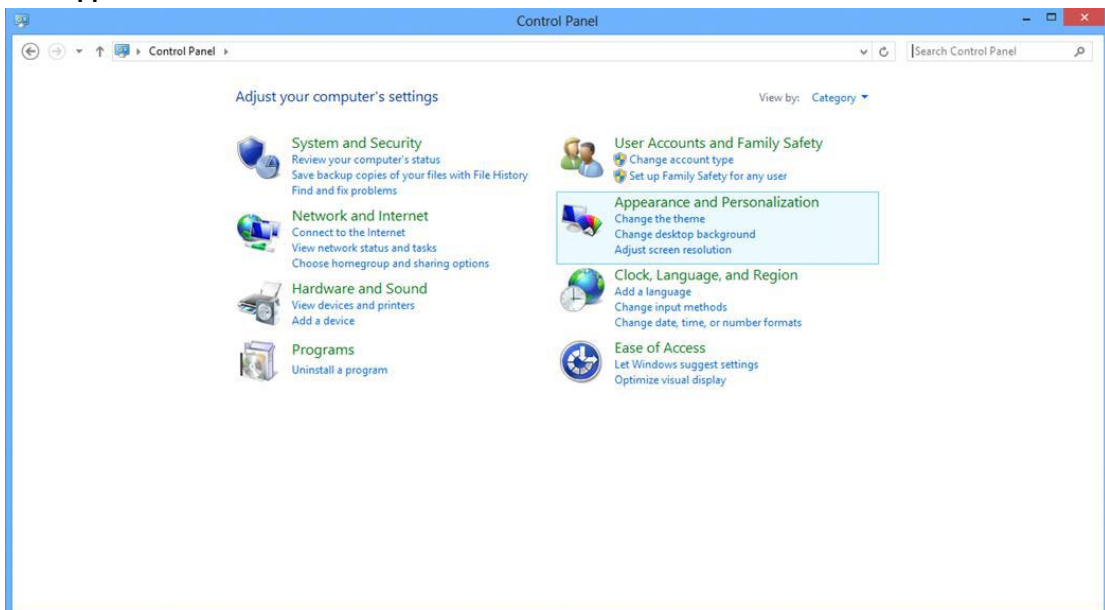 Control Panel
Control Panel
Search Control Panel
Adjust your computer's settings
View by: Category
System and Security
Review your computer's status
Save backup copies of your files with File History
Find and fix problems
Network and Internet
Connect to the Internet
View network status and tasks
Choose homegroup and sharing options
Hardware and Sound
View devices and printers
Add a device
Programs
Uninstall a program
User Accounts and Family Safety
Change account type
Set up Family Safety for any user
Appearance and Personalization
Change the theme
Change desktop background
Adjust screen resolution
Clock, Language, and Region
Add a language
Change input methods
Change date, time, or number formats
Ease of Access
Let Windows suggest settings
Optimize visual display